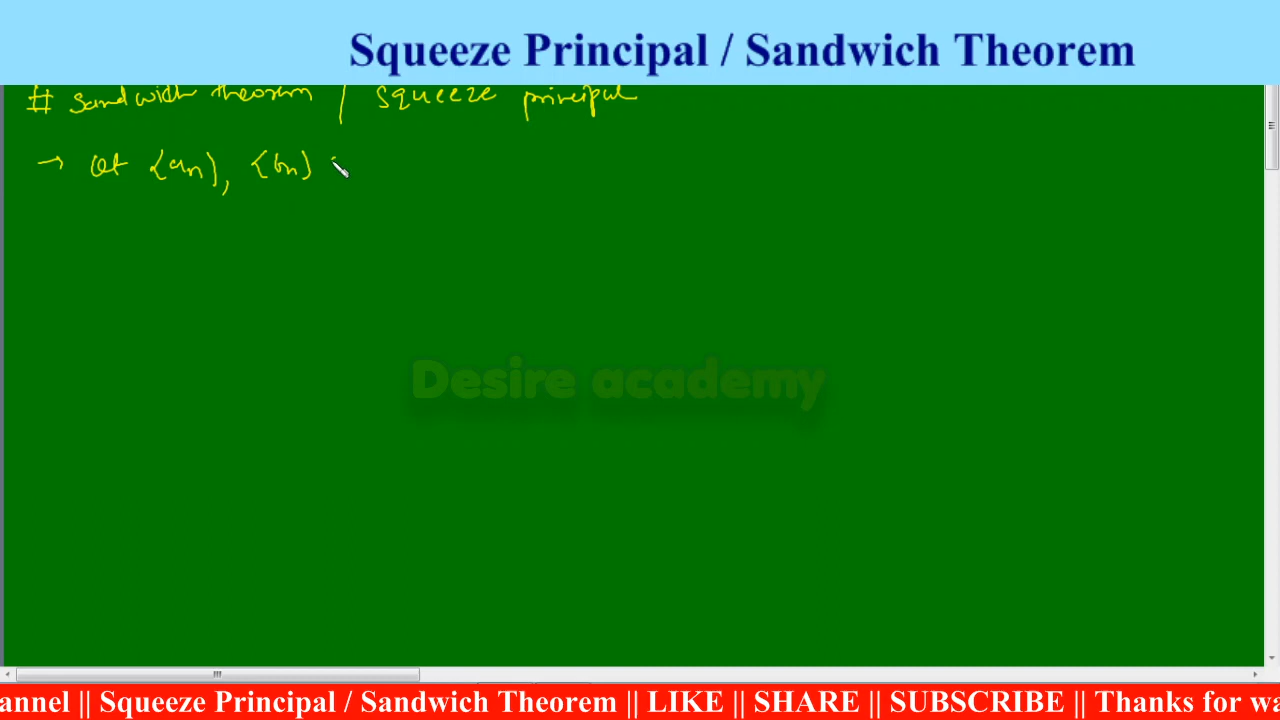 Squeeze Principal / Sandwich Theorem
# Sandwich theorem / squeeze principal
→ let {an}, {bn}
Desire academy
annel || Squeeze Principal / Sandwich Theorem || LIKE || SHARE || SUBSCRIBE || Thanks for wa